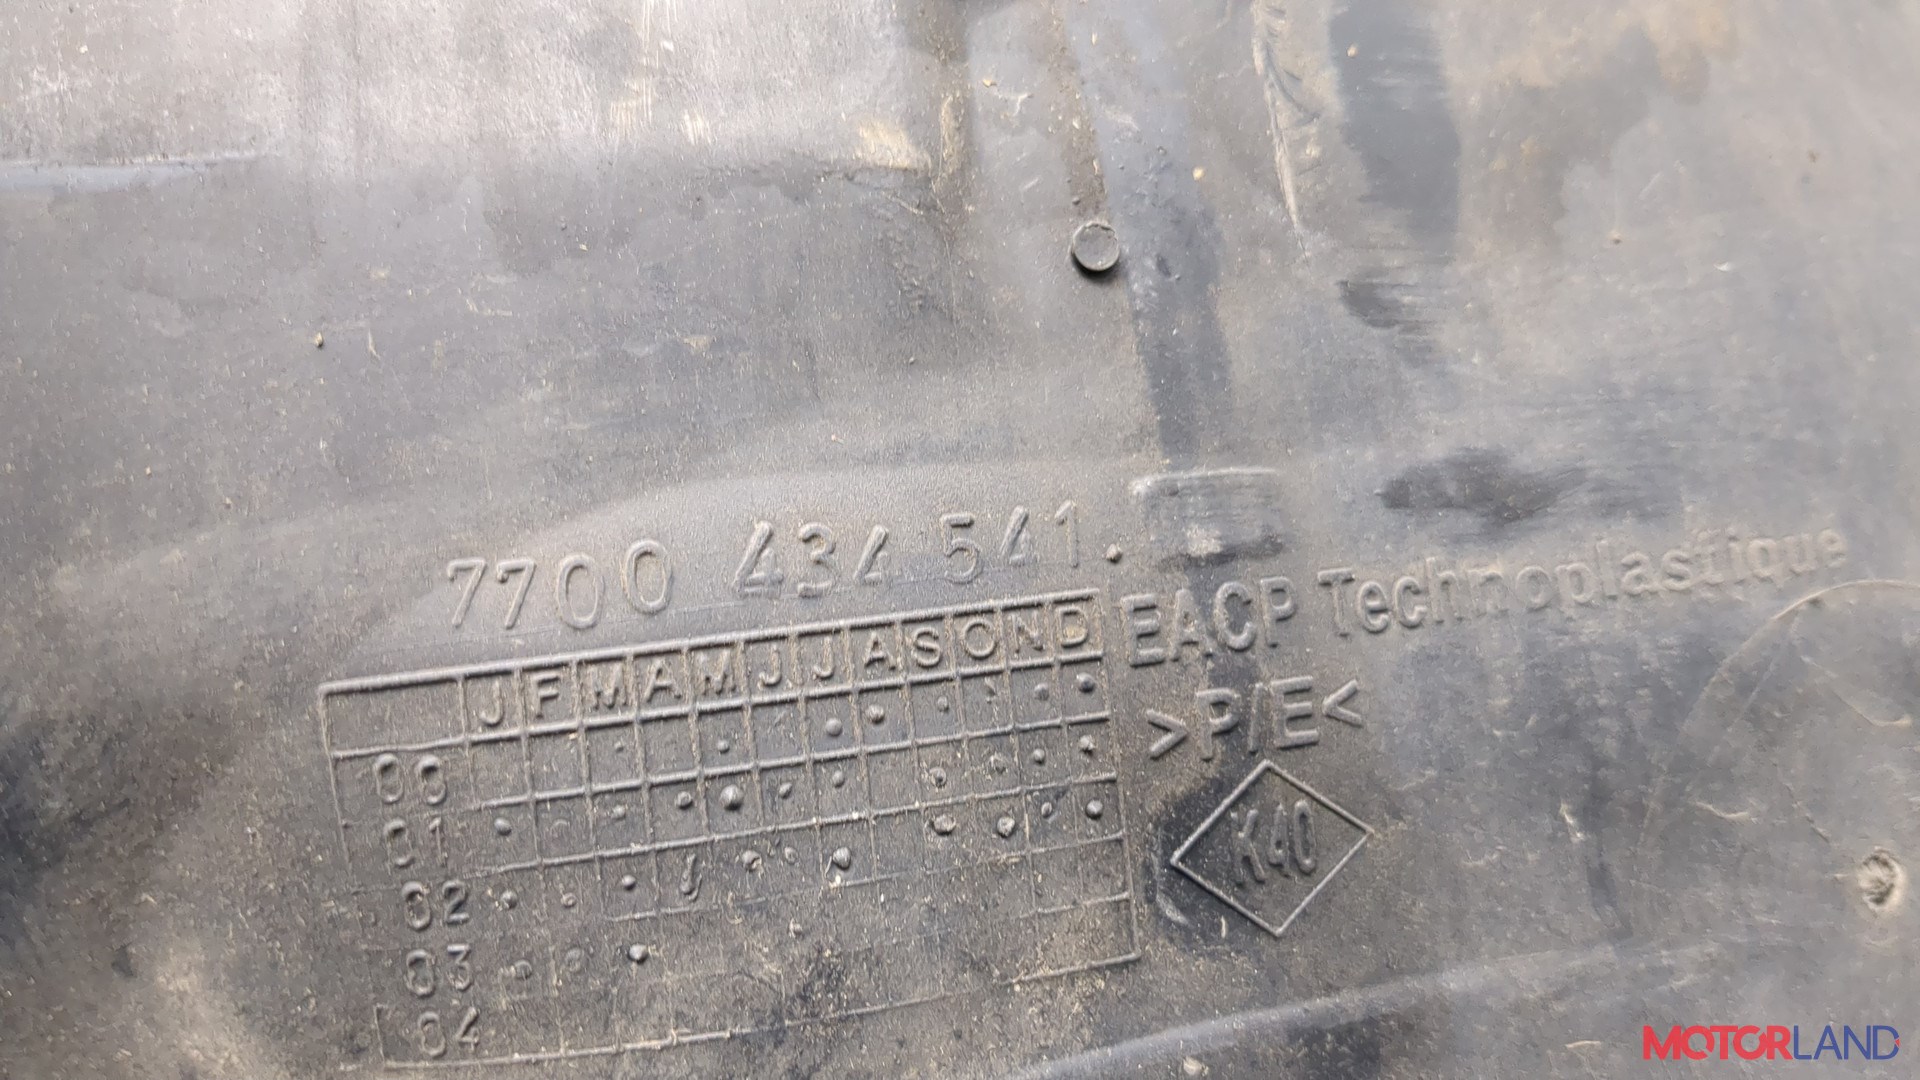 7700 434 541.
EACP Technoplastique
J F M A M J J A S O N D
>P/E<
00
01
K40
02
03
04
MOTORLAND